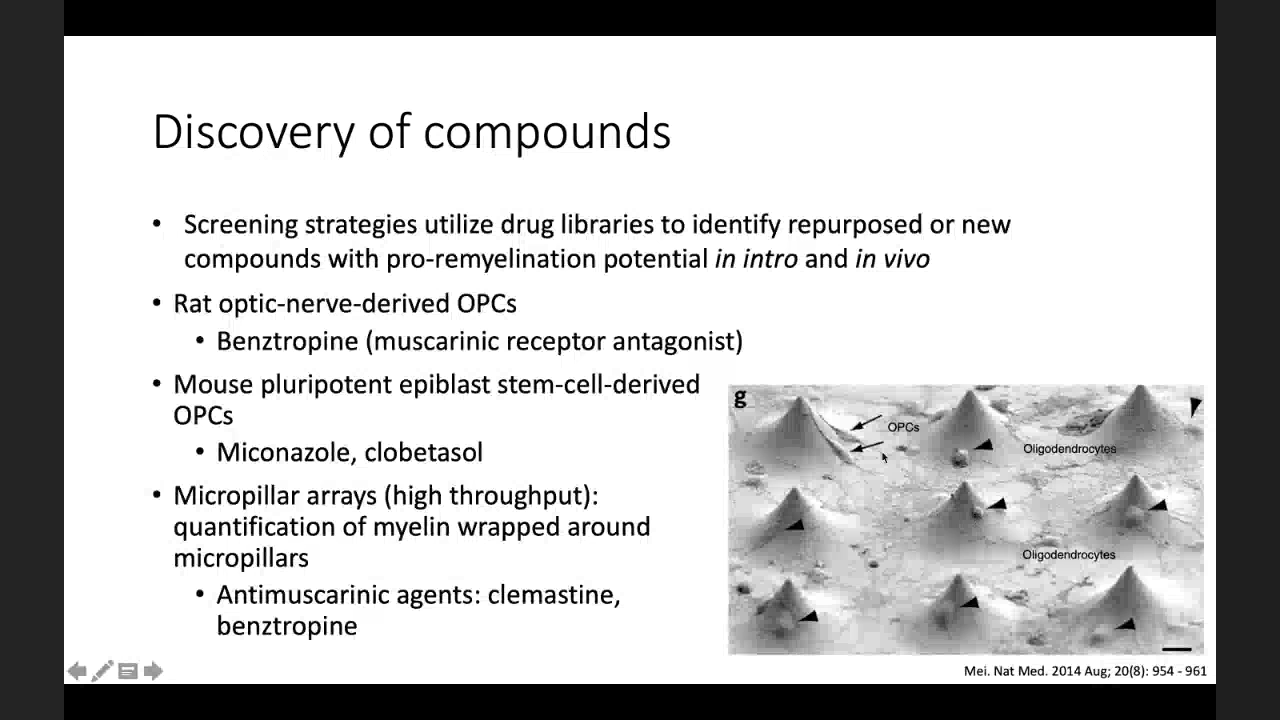 Discovery of compounds
• Screening strategies utilize drug libraries to identify repurposed or new
compounds with pro-remyelination potential in intro and in vivo
• Rat optic-nerve-derived OPCs
• Benztropine (muscarinic receptor antagonist)
• Mouse pluripotent epiblast stem-cell-derived
OPCs
• Miconazole, clobetasol
• Micropillar arrays (high throughput):
quantification of myelin wrapped around
micropillars
• Antimuscarinic agents: clemastine,
benztropine
g
OPCs
Oligodendrocytes
Oligodendrocytes
Mei. Nat Med. 2014 Aug; 20(8): 954 - 961